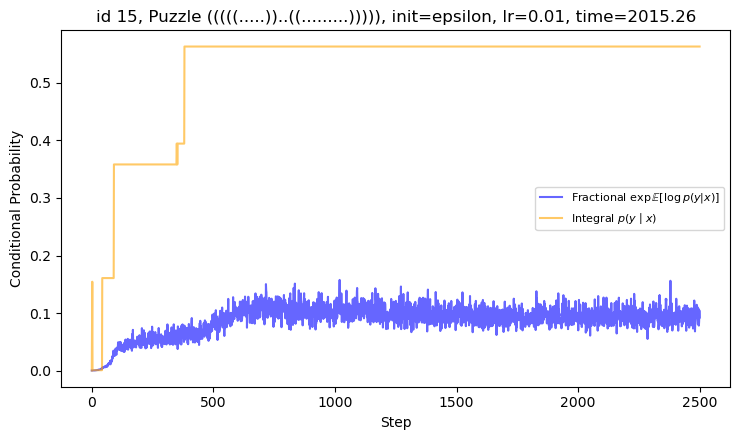 id 15, Puzzle (((((.....))..((.........))))), init=epsilon, lr=0.01, time=2015.26
Conditional Probability
0.5
0.4
0.3
0.2
0.1
0.0
Fractional exp𝔼[log p(y|x)]
Integral p(y | x)
0 500 1000 1500 2000 2500
Step